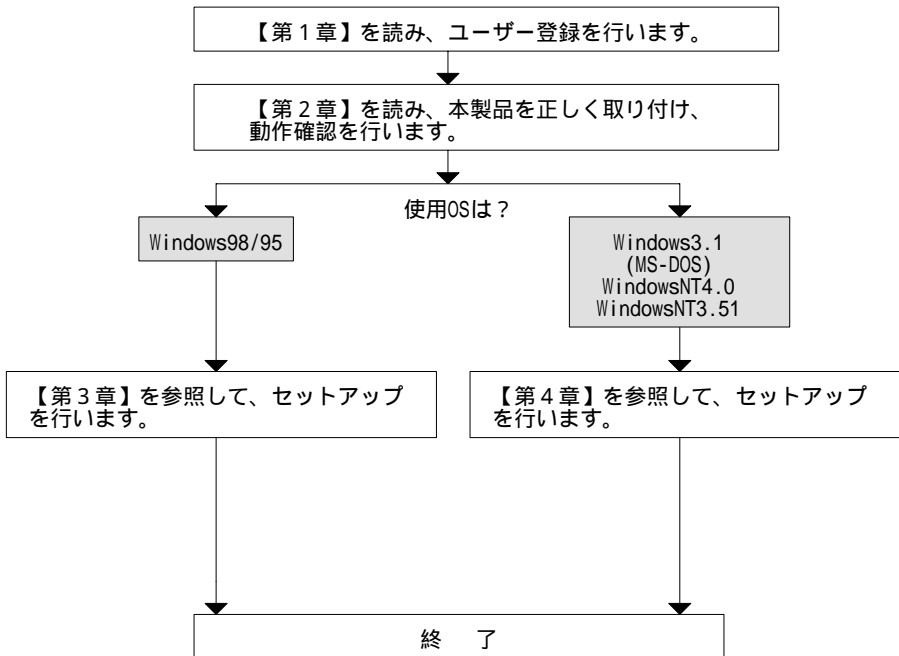 【第１章】を読み、ユーザー登録を行います。
【第２章】を読み、本製品を正しく取り付け、
動作確認を行います。
使用OSは？
Windows98/95
Windows3.1
(MS-DOS)
WindowsNT4.0
WindowsNT3.51
【第３章】を参照して、セットアップ
を行います。
【第４章】を参照して、セットアップ
を行います。
終　了